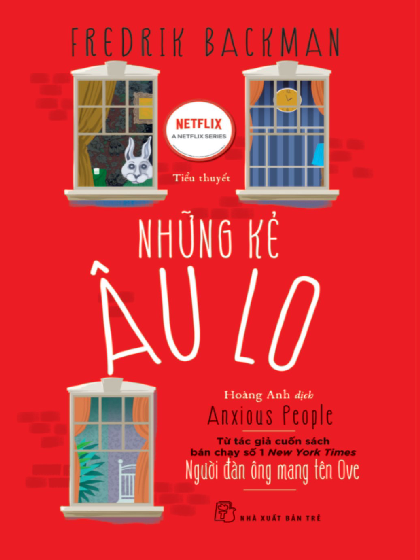 FREDRIK BACKMAN
NETFLIX
A NETFLIX SERIES
Tiểu thuyết
NHỮNG KẺ
ÂU LO
Hoàng Anh dịch
Anxious People
Từ tác giả cuốn sách
bán chạy số 1 New York Times
Người đàn ông mang tên Ove
NHÀ XUẤT BẢN TRẺ